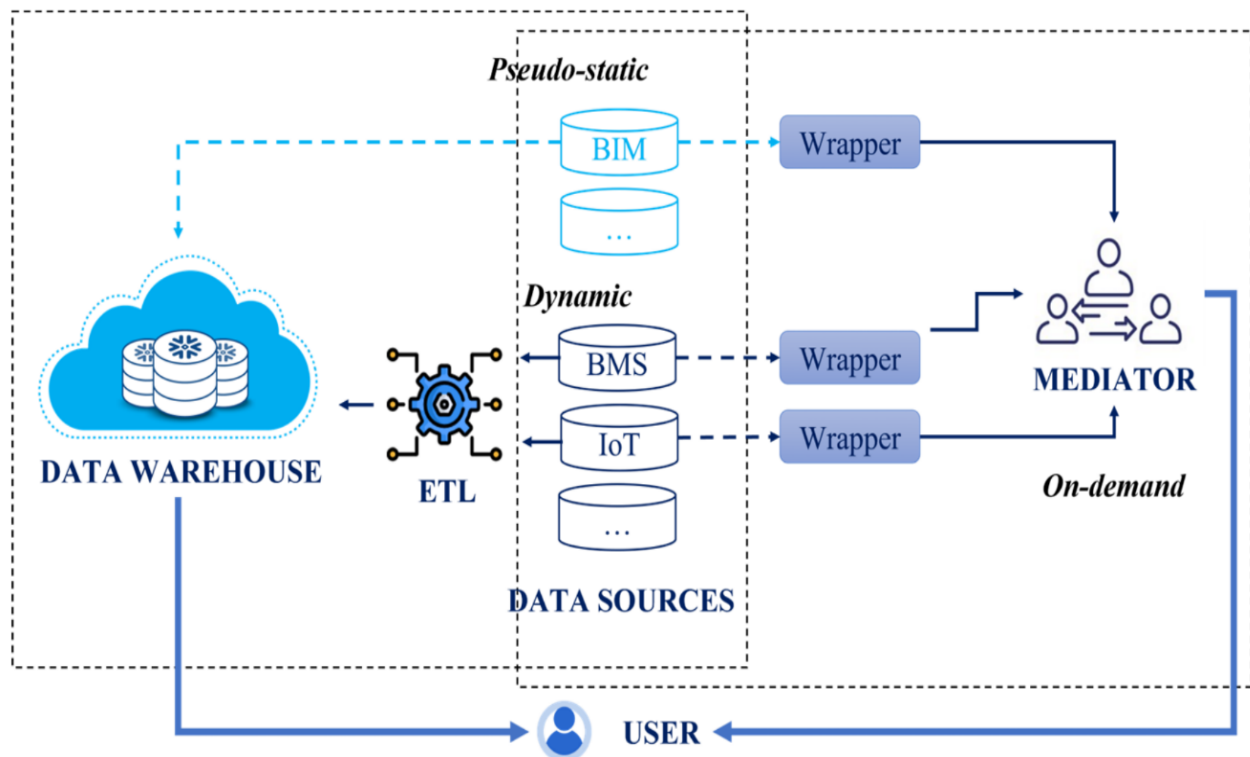 Pseudo-static
BIM
Wrapper
...
Dynamic
BMS
Wrapper
MEDIATOR
IoT
Wrapper
DATA WAREHOUSE
ETL
On-demand
...
DATA SOURCES
USER